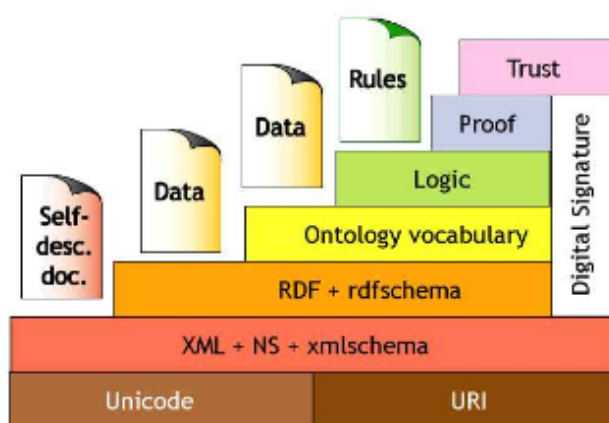 Trust
Rules
Proof
Data
Logic
Data
Ontology vocabulary
Self-
desc.
doc.
RDF + rdfschema
Digital Signature
XML + NS + xmlschema
Unicode
URI